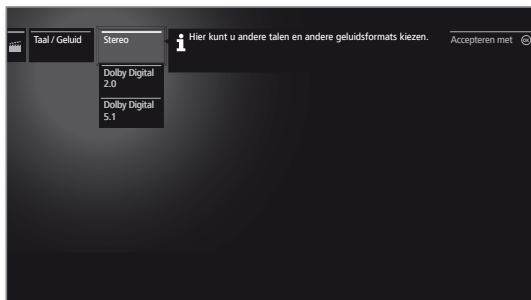 Taal / Geluid
Stereo
Hier kunt u andere talen en andere geluidsformats kiezen.
Accepteren met OK
Dolby Digital
2.0
Dolby Digital
5.1